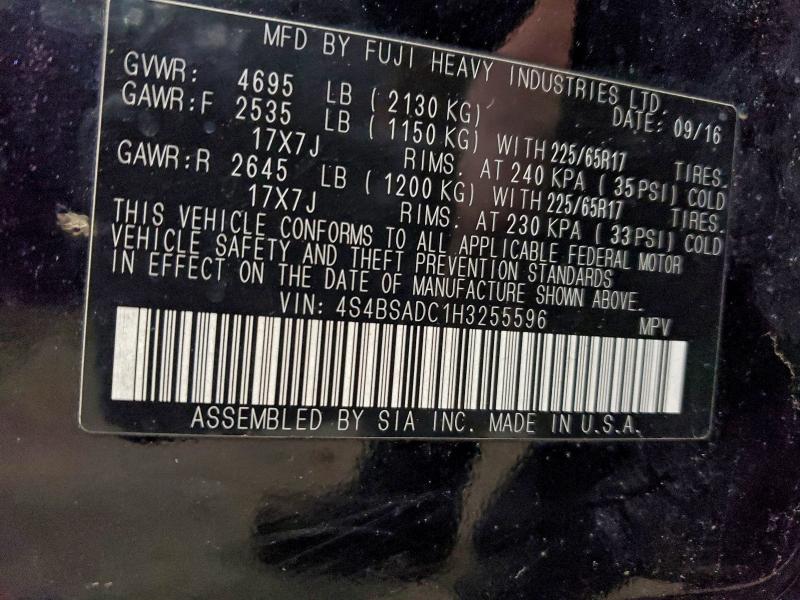 MFD BY FUJI HEAVY INDUSTRIES LTD.
GVWR: 4695 LB ( 2130 KG) DATE: 09/16
GAWR:F 2535 LB ( 1150 KG) WITH 225/65R17 TIRES.
17X7J RIMS. AT 240 KPA ( 35 PSI) COLD
GAWR:R 2645 LB ( 1200 KG) WITH 225/65R17 TIRES.
17X7J RIMS. AT 230 KPA ( 33 PSI) COLD
THIS VEHICLE CONFORMS TO ALL APPLICABLE FEDERAL MOTOR
VEHICLE SAFETY AND THEFT PREVENTION STANDARDS
IN EFFECT ON THE DATE OF MANUFACTURE SHOWN ABOVE.
VIN: 4S4BSADC1H3255596 MPV
ASSEMBLED BY SIA INC. MADE IN U.S.A.